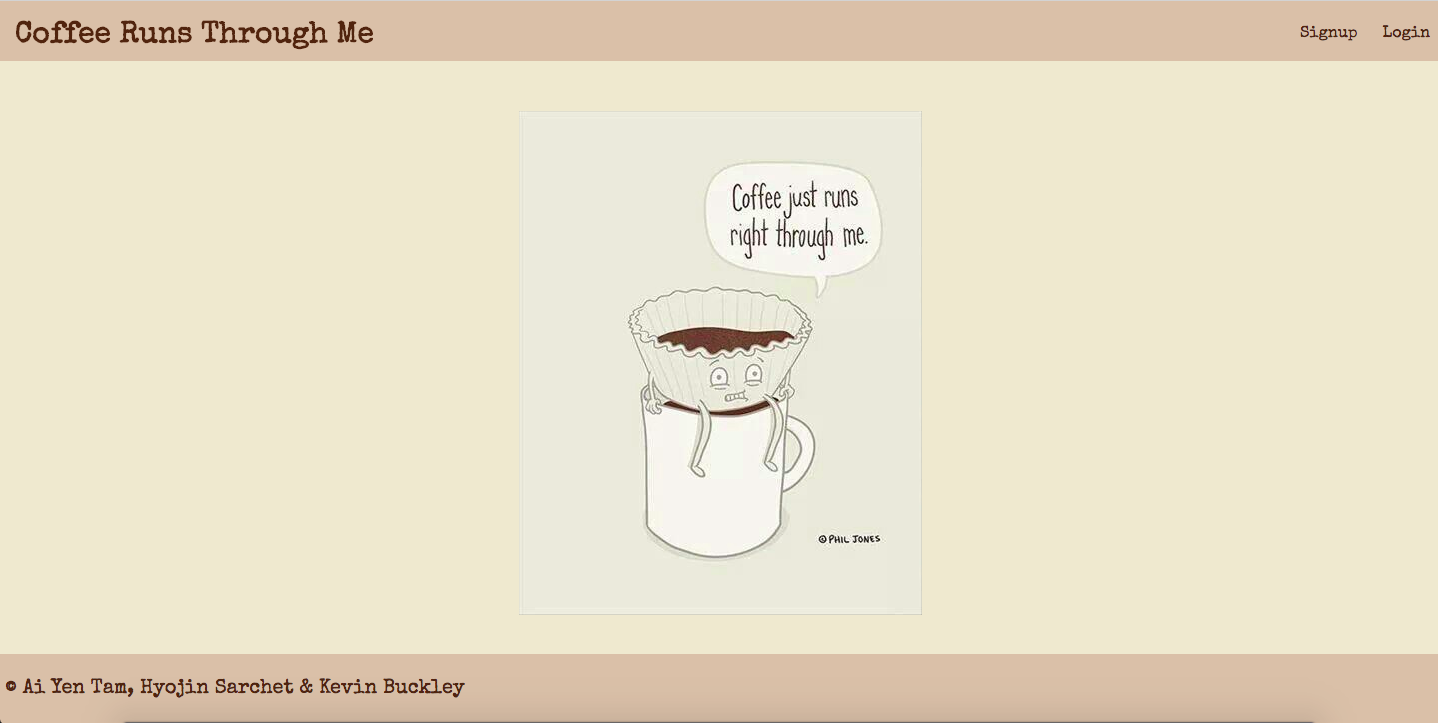 Coffee Runs Through Me
Signup Login
Coffee just runs
right through me.
© PHIL JONES
© Ai Yen Tam, Hyojin Sarchet & Kevin Buckley